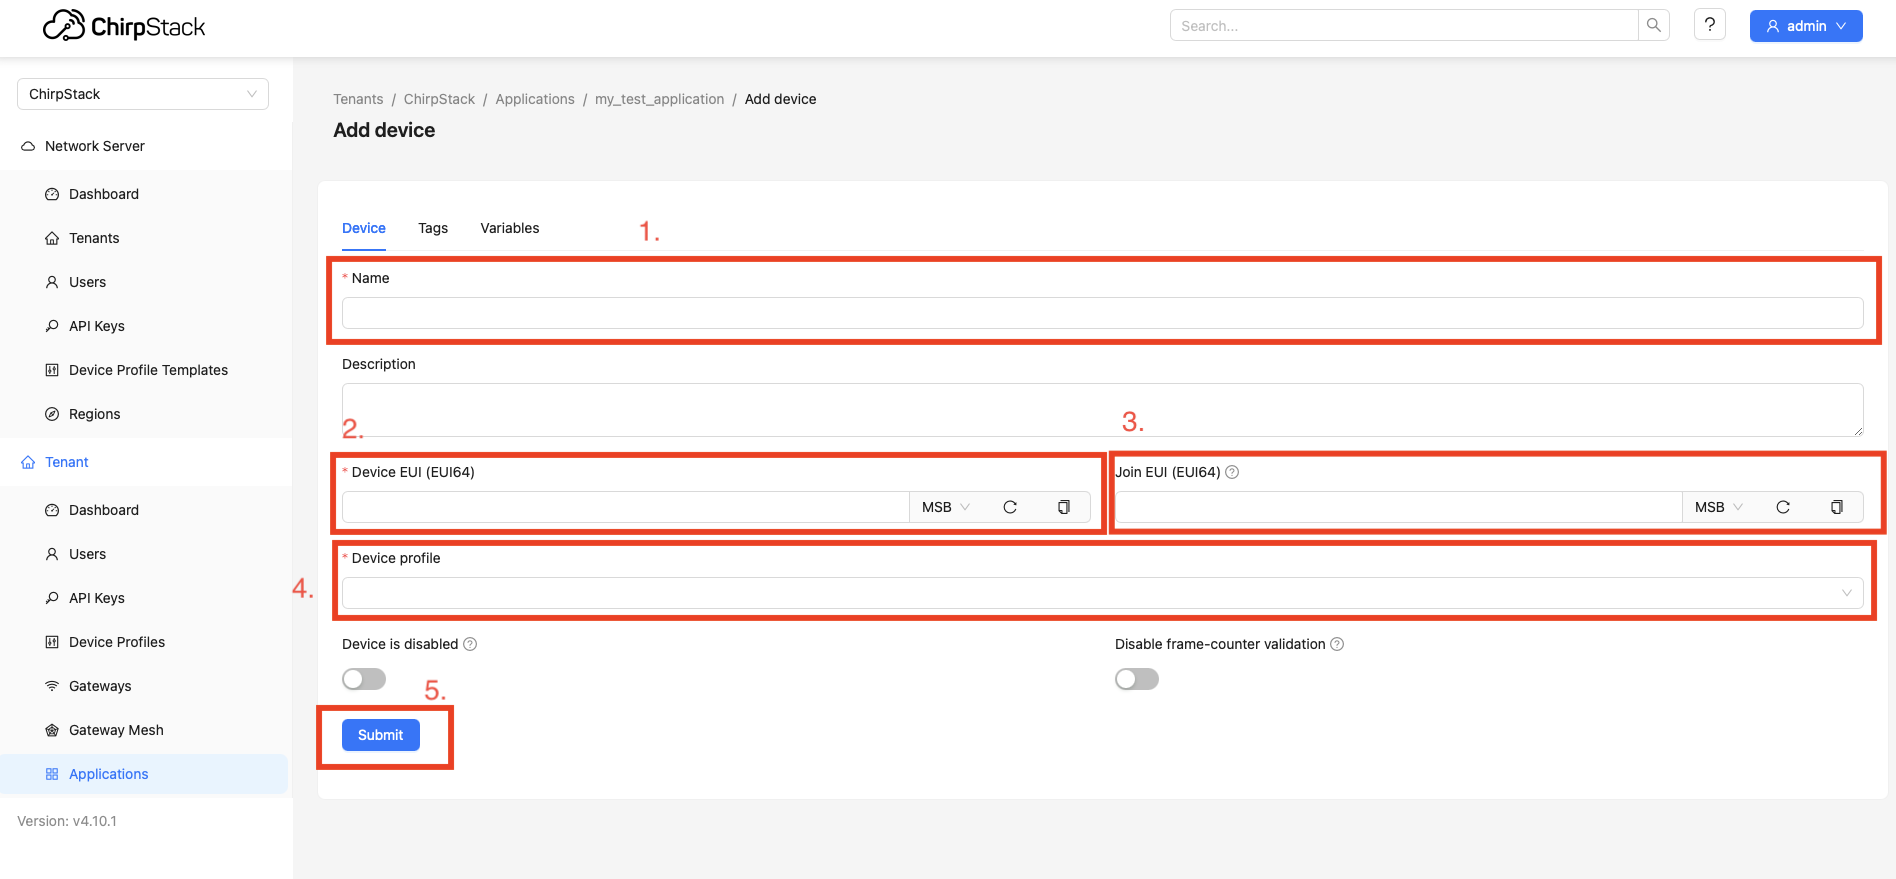 ChirpStack
Search...
?
admin
ChirpStack
Network Server
Dashboard
Tenants
Users
API Keys
Device Profile Templates
Regions
Tenant
Dashboard
Users
API Keys
Device Profiles
Gateways
Gateway Mesh
Applications
Version: v4.10.1
Tenants / ChirpStack / Applications / my_test_application / Add device
Add device
Device Tags Variables
1.
* Name
Description
2.
3.
* Device EUI (EUI64)
MSB
Join EUI (EUI64) ?
MSB
* Device profile
4.
Device is disabled ?
Disable frame-counter validation ?
5.
Submit